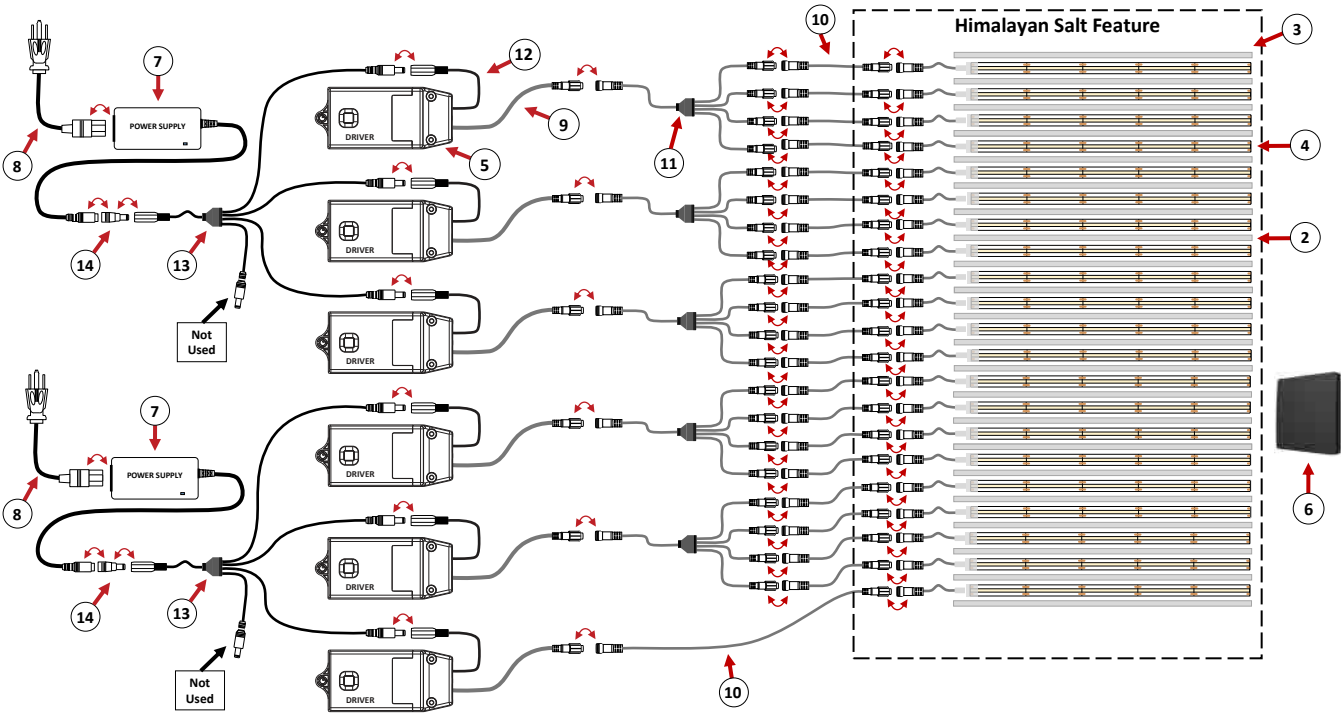 Himalayan Salt Feature
10
3
12
7
POWER SUPPLY
8
DRIVER
9
5
11
4
14
13
DRIVER
2
Not
Used
DRIVER
7
POWER SUPPLY
DRIVER
8
6
14
13
DRIVER
Not
Used
DRIVER
10